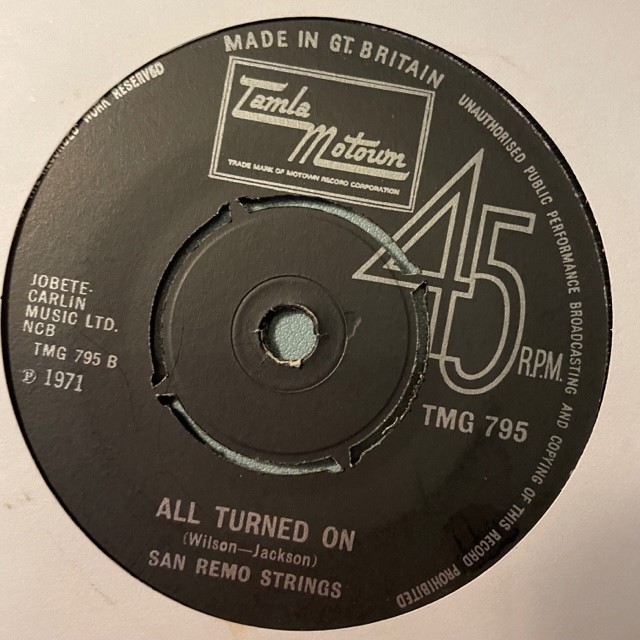 MADE IN GT. BRITAIN
UNAUTHORISED PUBLIC PERFORMANCE BROADCASTING AND COPYING OF THIS RECORD PROHIBITED
WORK RESERVED
Tamla
Motown
TRADE MARK OF MOTOWN RECORD CORPORATION
45
R.P.M.
JOBETE-
CARLIN
MUSIC LTD.
NCB
TMG 795 B
℗ 1971
TMG 795
ALL TURNED ON
(Wilson—Jackson)
SAN REMO STRINGS